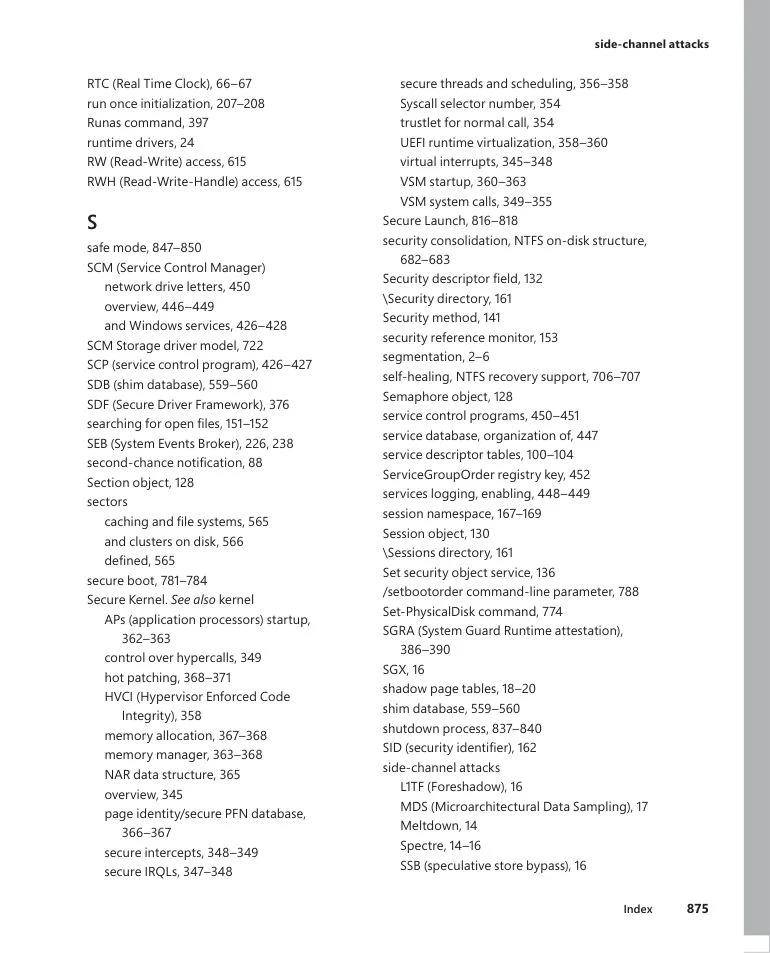 side-channel attacks
RTC (Real Time Clock), 66–67
run once initialization, 207–208
Runas command, 397
runtime drivers, 24
RW (Read-Write) access, 615
RWH (Read-Write-Handle) access, 615
S
safe mode, 847–850
SCM (Service Control Manager)
network drive letters, 450
overview, 446–449
and Windows services, 426–428
SCM Storage driver model, 722
SCP (service control program), 426–427
SDB (shim database), 559–560
SDF (Secure Driver Framework), 376
searching for open files, 151–152
SEB (System Events Broker), 226, 238
second-chance notification, 88
Section object, 128
sectors
caching and file systems, 565
and clusters on disk, 566
defined, 565
secure boot, 781–784
Secure Kernel. See also kernel
APs (application processors) startup,
362–363
control over hypercalls, 349
hot patching, 368–371
HVCI (Hypervisor Enforced Code
Integrity), 358
memory allocation, 367–368
memory manager, 363–368
NAR data structure, 365
overview, 345
page identity/secure PFN database,
366–367
secure intercepts, 348–349
secure IRQLs, 347–348
secure threads and scheduling, 356–358
Syscall selector number, 354
trustlet for normal call, 354
UEFI runtime virtualization, 358–360
virtual interrupts, 345–348
VSM startup, 360–363
VSM system calls, 349–355
Secure Launch, 816–818
security consolidation, NTFS on-disk structure,
682–683
Security descriptor field, 132
\Security directory, 161
Security method, 141
security reference monitor, 153
segmentation, 2–6
self-healing, NTFS recovery support, 706–707
Semaphore object, 128
service control programs, 450–451
service database, organization of, 447
service descriptor tables, 100–104
ServiceGroupOrder registry key, 452
services logging, enabling, 448–449
session namespace, 167–169
Session object, 130
\Sessions directory, 161
Set security object service, 136
/setbootorder command-line parameter, 788
Set-PhysicalDisk command, 774
SGRA (System Guard Runtime attestation),
386–390
SGX, 16
shadow page tables, 18–20
shim database, 559–560
shutdown process, 837–840
SID (security identifier), 162
side-channel attacks
L1TF (Foreshadow), 16
MDS (Microarchitectural Data Sampling), 17
Meltdown, 14
Spectre, 14–16
SSB (speculative store bypass), 16
Index 875